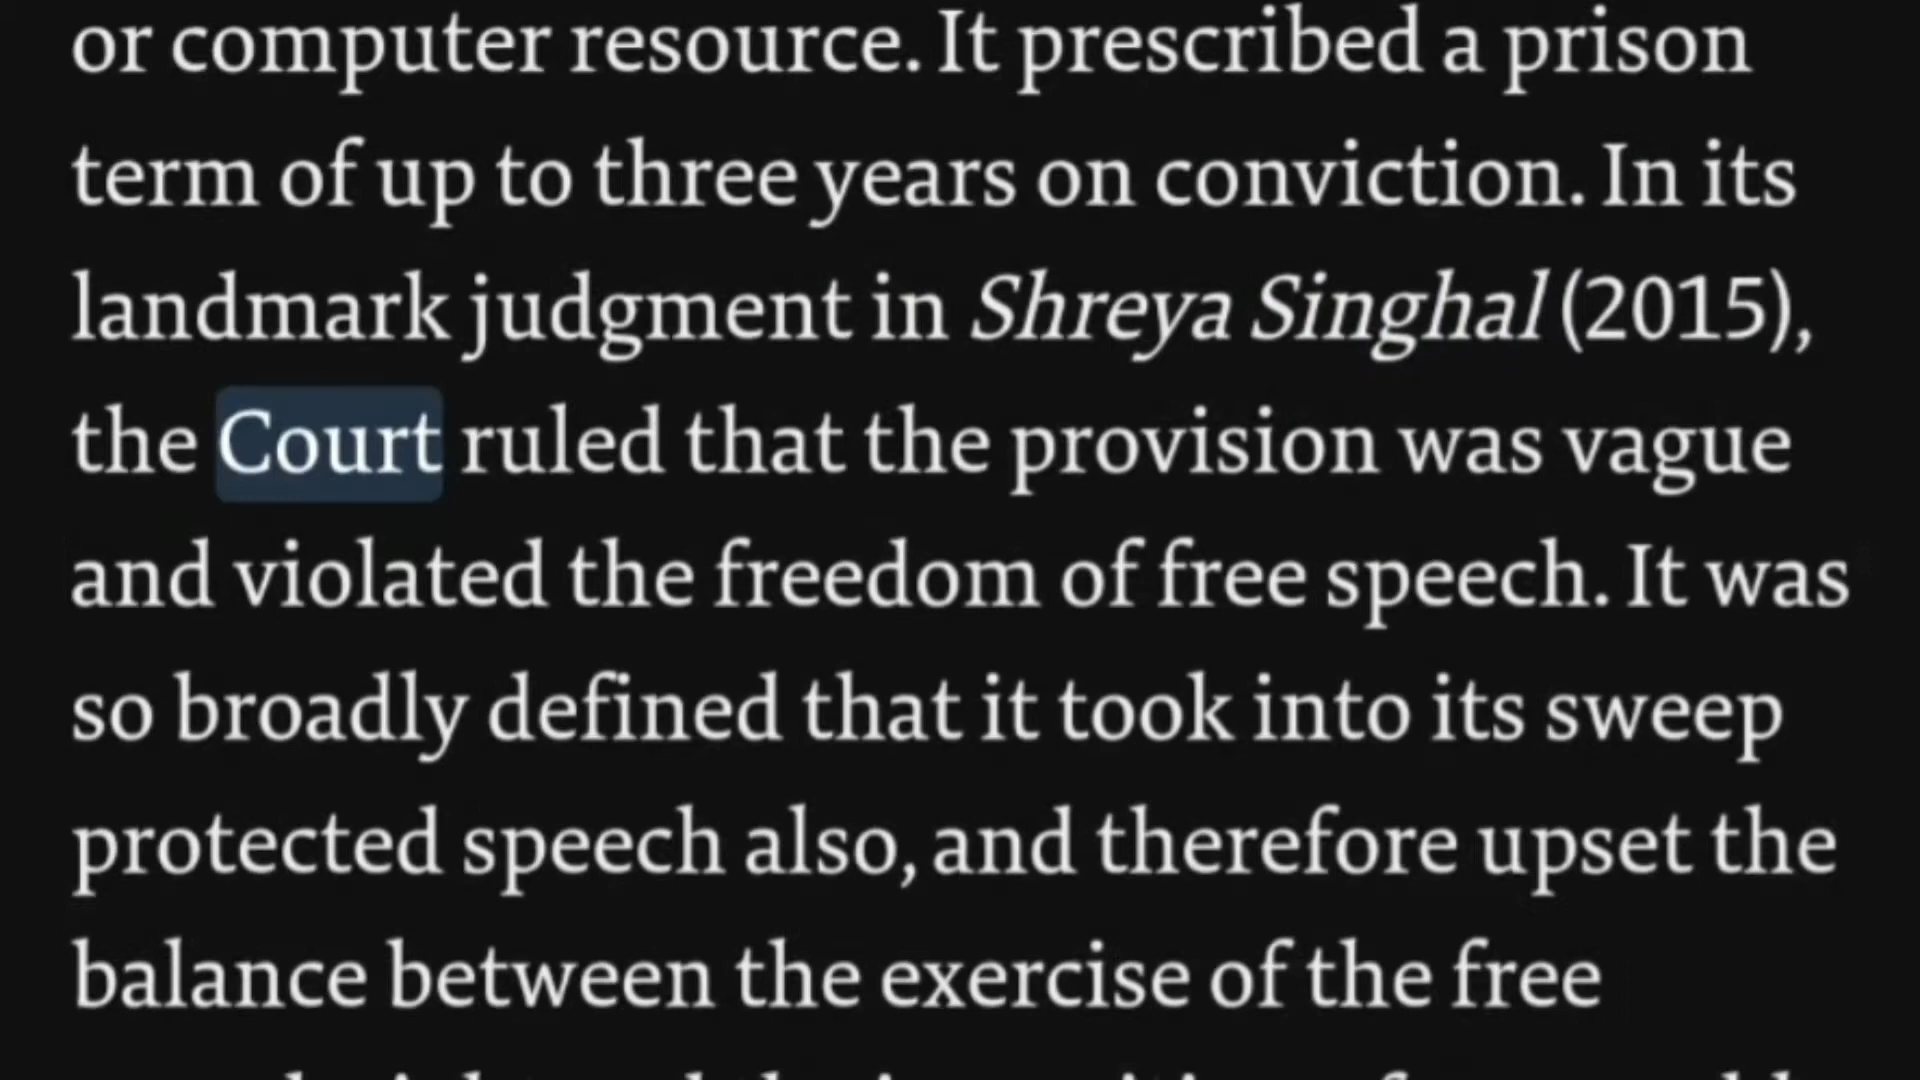 or computer resource. It prescribed a prison
term of up to three years on conviction. In its
landmark judgment in Shreya Singhal (2015),
the Court ruled that the provision was vague
and violated the freedom of free speech. It was
so broadly defined that it took into its sweep
protected speech also, and therefore upset the
balance between the exercise of the free